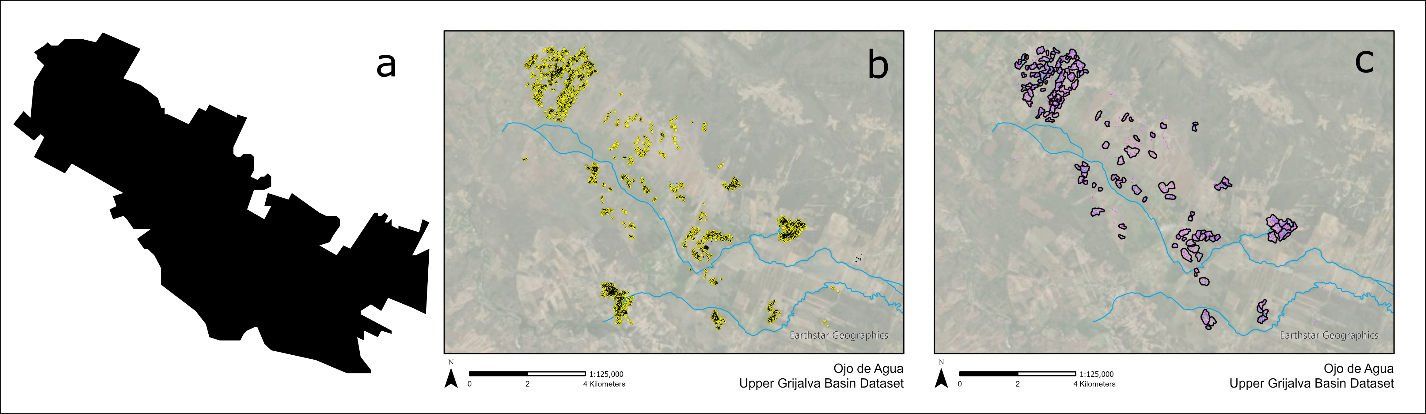 a
b
Earthstar Geographics
N
1:125,000
0 2 4 Kilometers
Ojo de Agua
Upper Grijalva Basin Dataset
c
Earthstar Geographics
N
1:125,000
0 2 4 Kilometers
Ojo de Agua
Upper Grijalva Basin Dataset